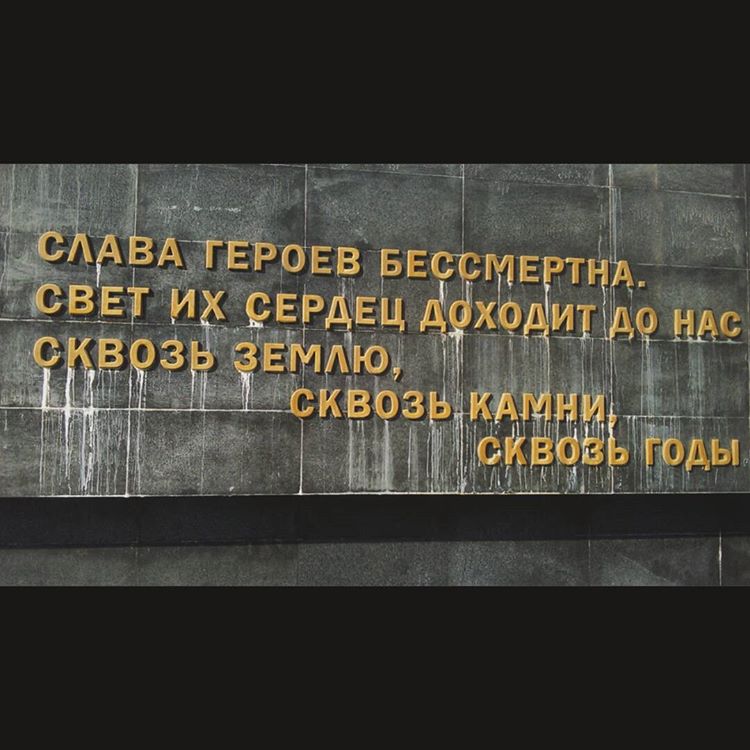 СЛАВА ГЕРОЕВ БЕССМЕРТНА.
СВЕТ ИХ СЕРДЕЦ ДОХОДИТ ДО НАС
СКВОЗЬ ЗЕМЛЮ,
СКВОЗЬ КАМНИ,
СКВОЗЬ ГОДЫ.